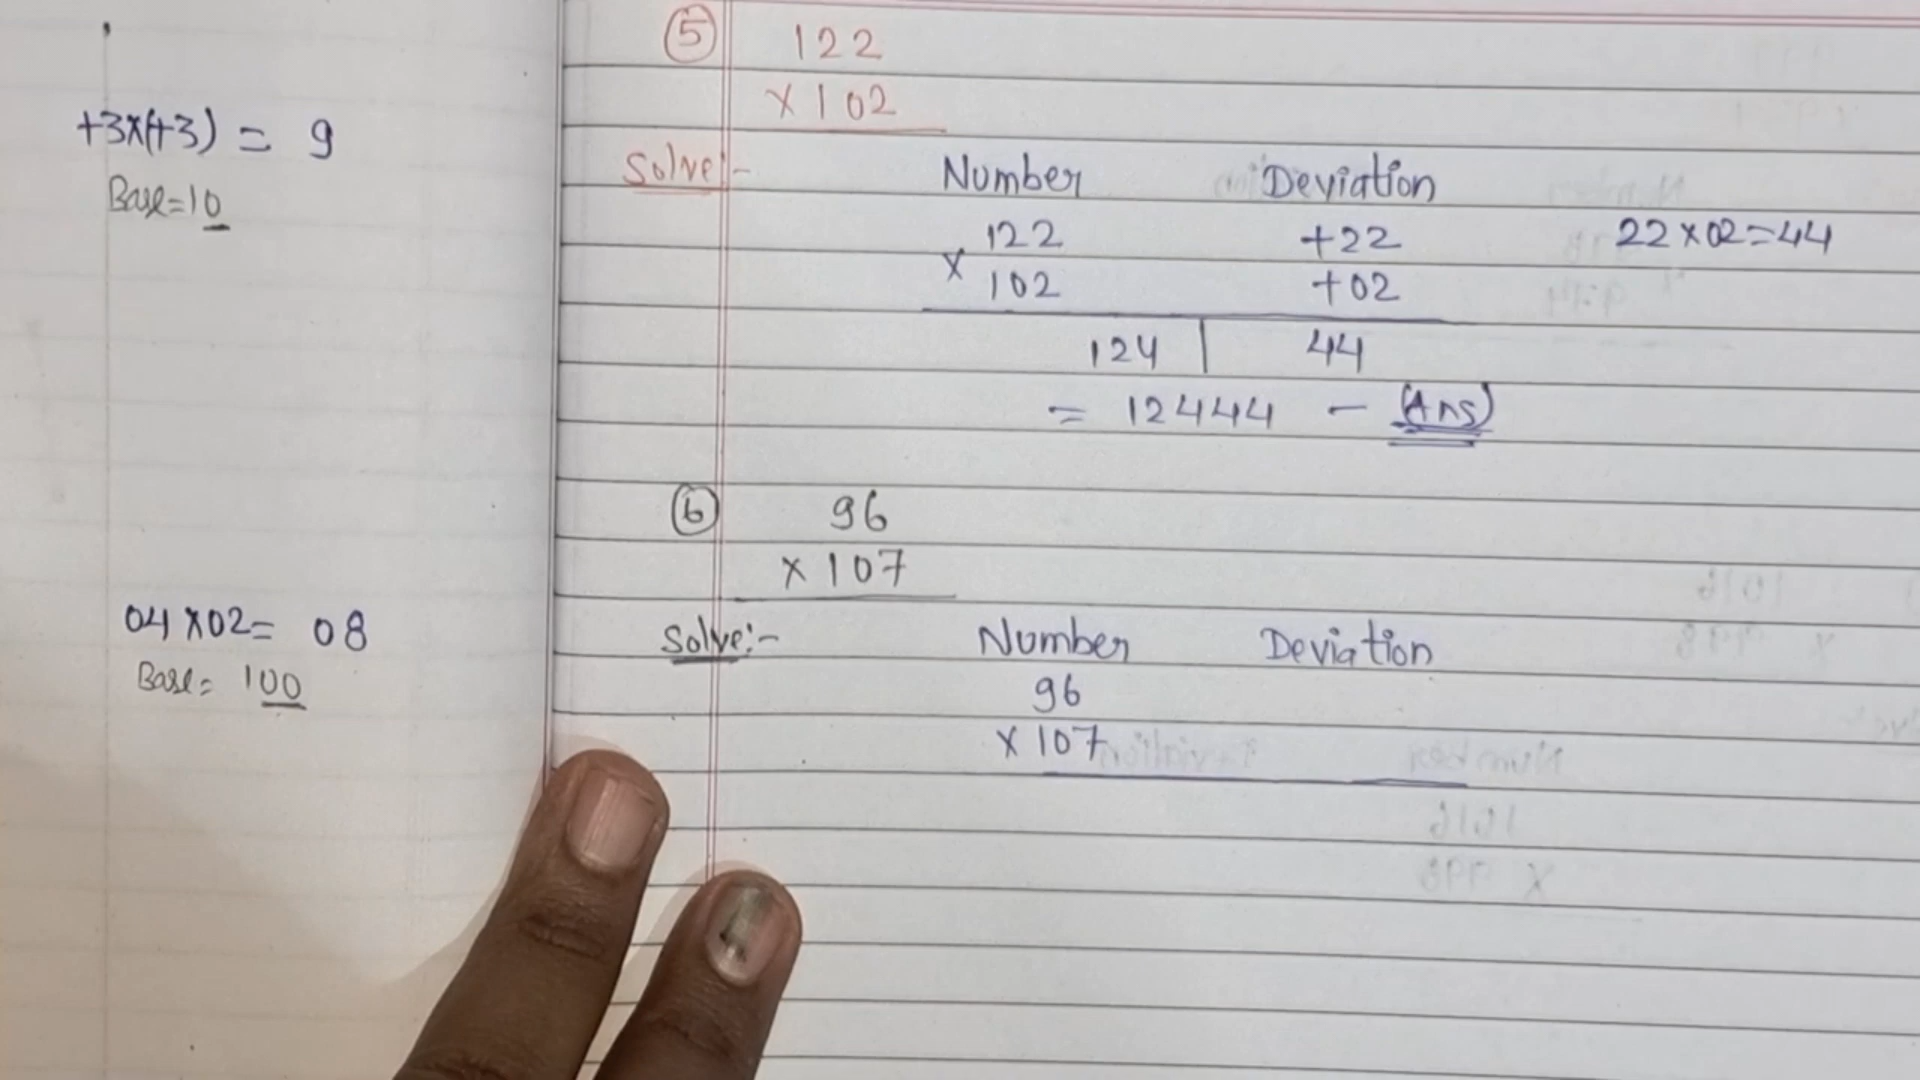 +3×(+3) = 9
Base=10
04×02= 08
Base= 100
⑤ 122
× 102
Solve:-
Number Deviation
122 +22 22×02=44
× 102 +02
124 | 44
= 12444 - (Ans)
⑥ 96
× 107
Solve:-
Number Deviation
96
× 107